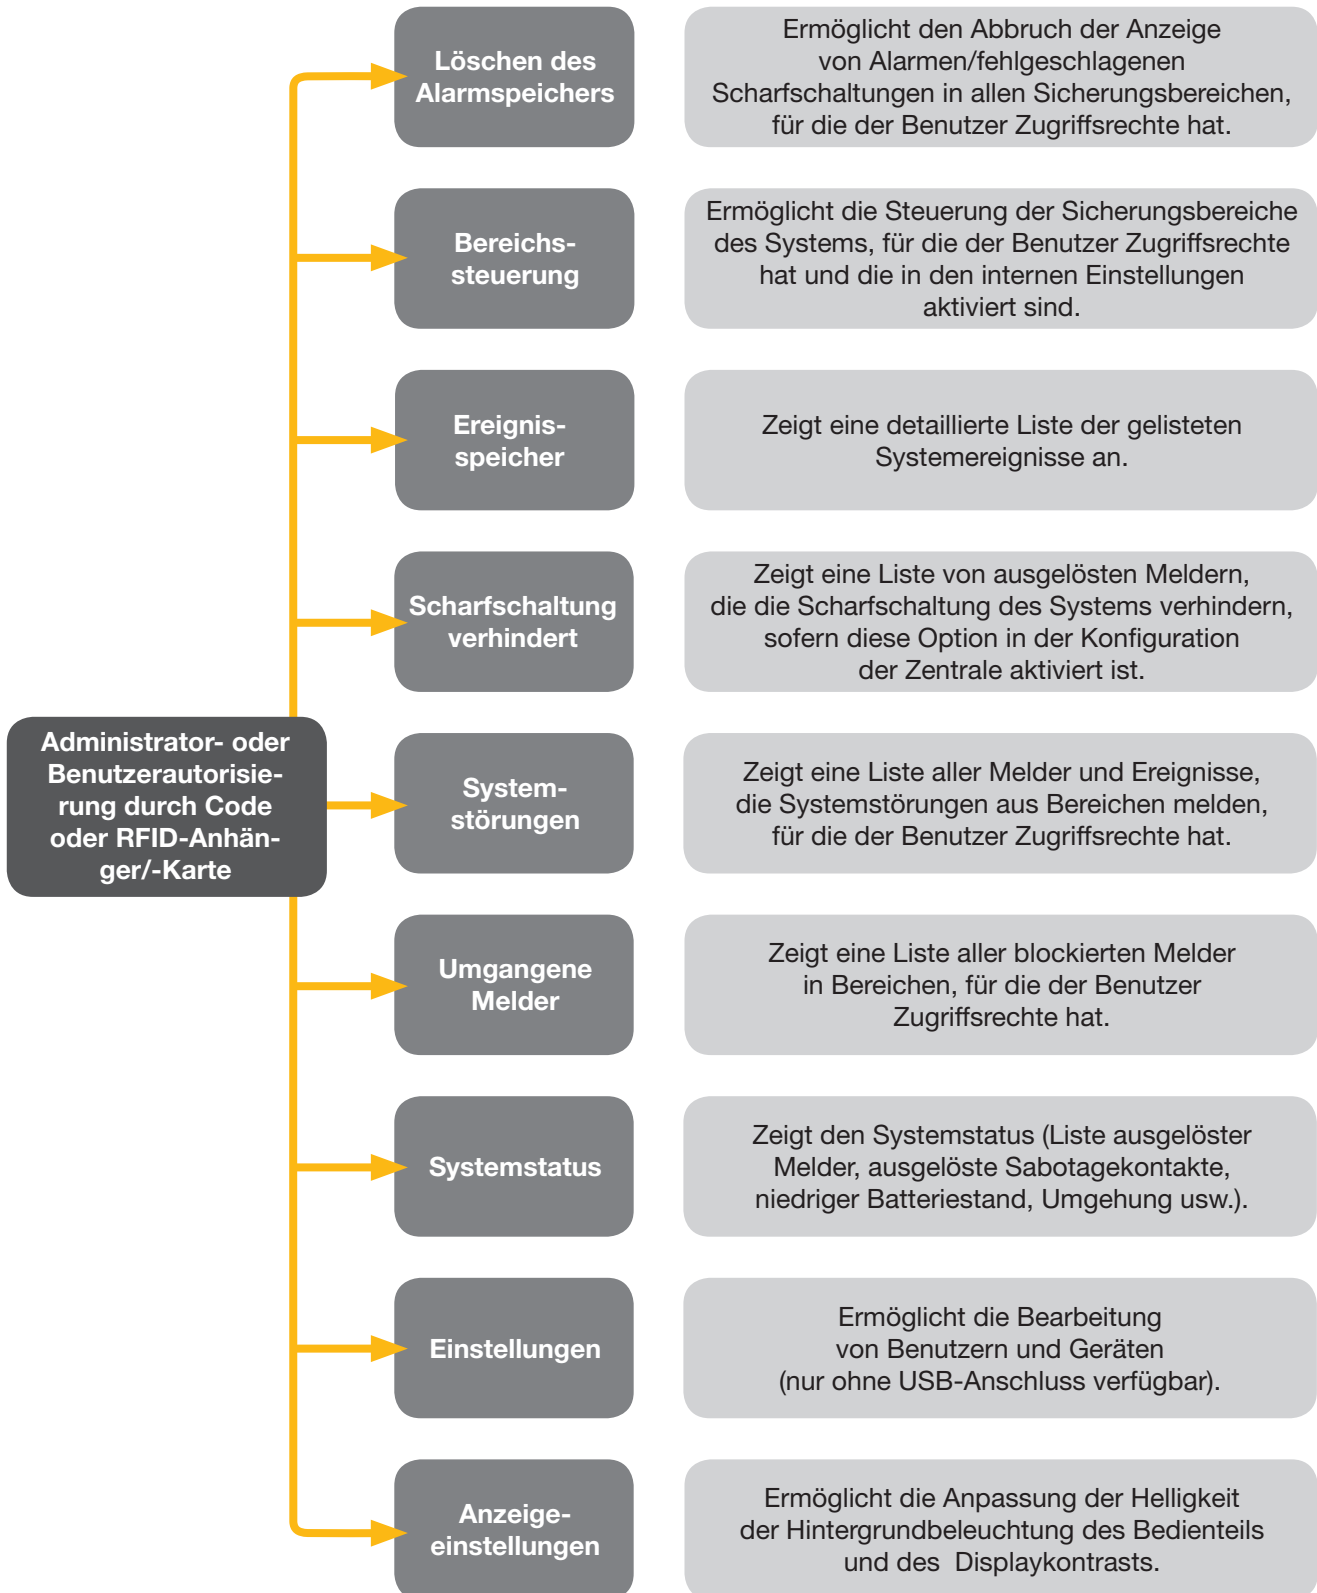 Löschen des
Alarmspeichers
Ermöglicht den Abbruch der Anzeige
von Alarmen/fehlgeschlagenen
Scharfschaltungen in allen Sicherungsbereichen,
für die der Benutzer Zugriffsrechte hat.
Bereichs-
steuerung
Ermöglicht die Steuerung der Sicherungsbereiche
des Systems, für die der Benutzer Zugriffsrechte
hat und die in den internen Einstellungen
aktiviert sind.
Ereignis-
speicher
Zeigt eine detaillierte Liste der gelisteten
Systemereignisse an.
Scharfschaltung
verhindert
Zeigt eine Liste von ausgelösten Meldern,
die die Scharfschaltung des Systems verhindern,
sofern diese Option in der Konfiguration
der Zentrale aktiviert ist.
Administrator- oder
Benutzerautorisie-
rung durch Code
oder RFID-Anhän-
ger/-Karte
System-
störungen
Zeigt eine Liste aller Melder und Ereignisse,
die Systemstörungen aus Bereichen melden,
für die der Benutzer Zugriffsrechte hat.
Umgangene
Melder
Zeigt eine Liste aller blockierten Melder
in Bereichen, für die der Benutzer
Zugriffsrechte hat.
Systemstatus
Zeigt den Systemstatus (Liste ausgelöster
Melder, ausgelöste Sabotagekontakte,
niedriger Batteriestand, Umgehung usw.).
Einstellungen
Ermöglicht die Bearbeitung
von Benutzern und Geräten
(nur ohne USB-Anschluss verfügbar).
Anzeige-
einstellungen
Ermöglicht die Anpassung der Helligkeit
der Hintergrundbeleuchtung des Bedienteils
und des Displaykontrasts.